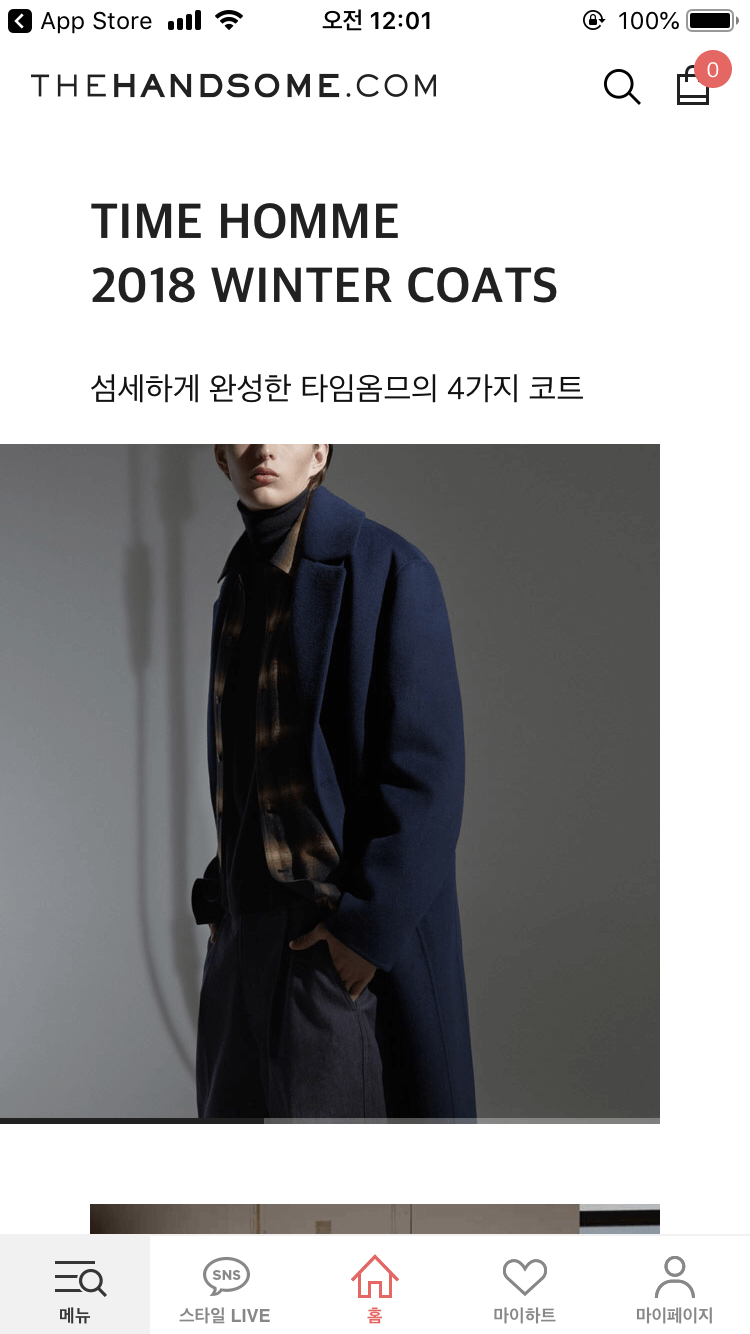 App Store
오전 12:01
100%
THEHANDSOME.COM
0
TIME HOMME
2018 WINTER COATS
섬세하게 완성한 타임옴므의 4가지 코트
SNS
메뉴
스타일 LIVE
홈
마이하트
마이페이지